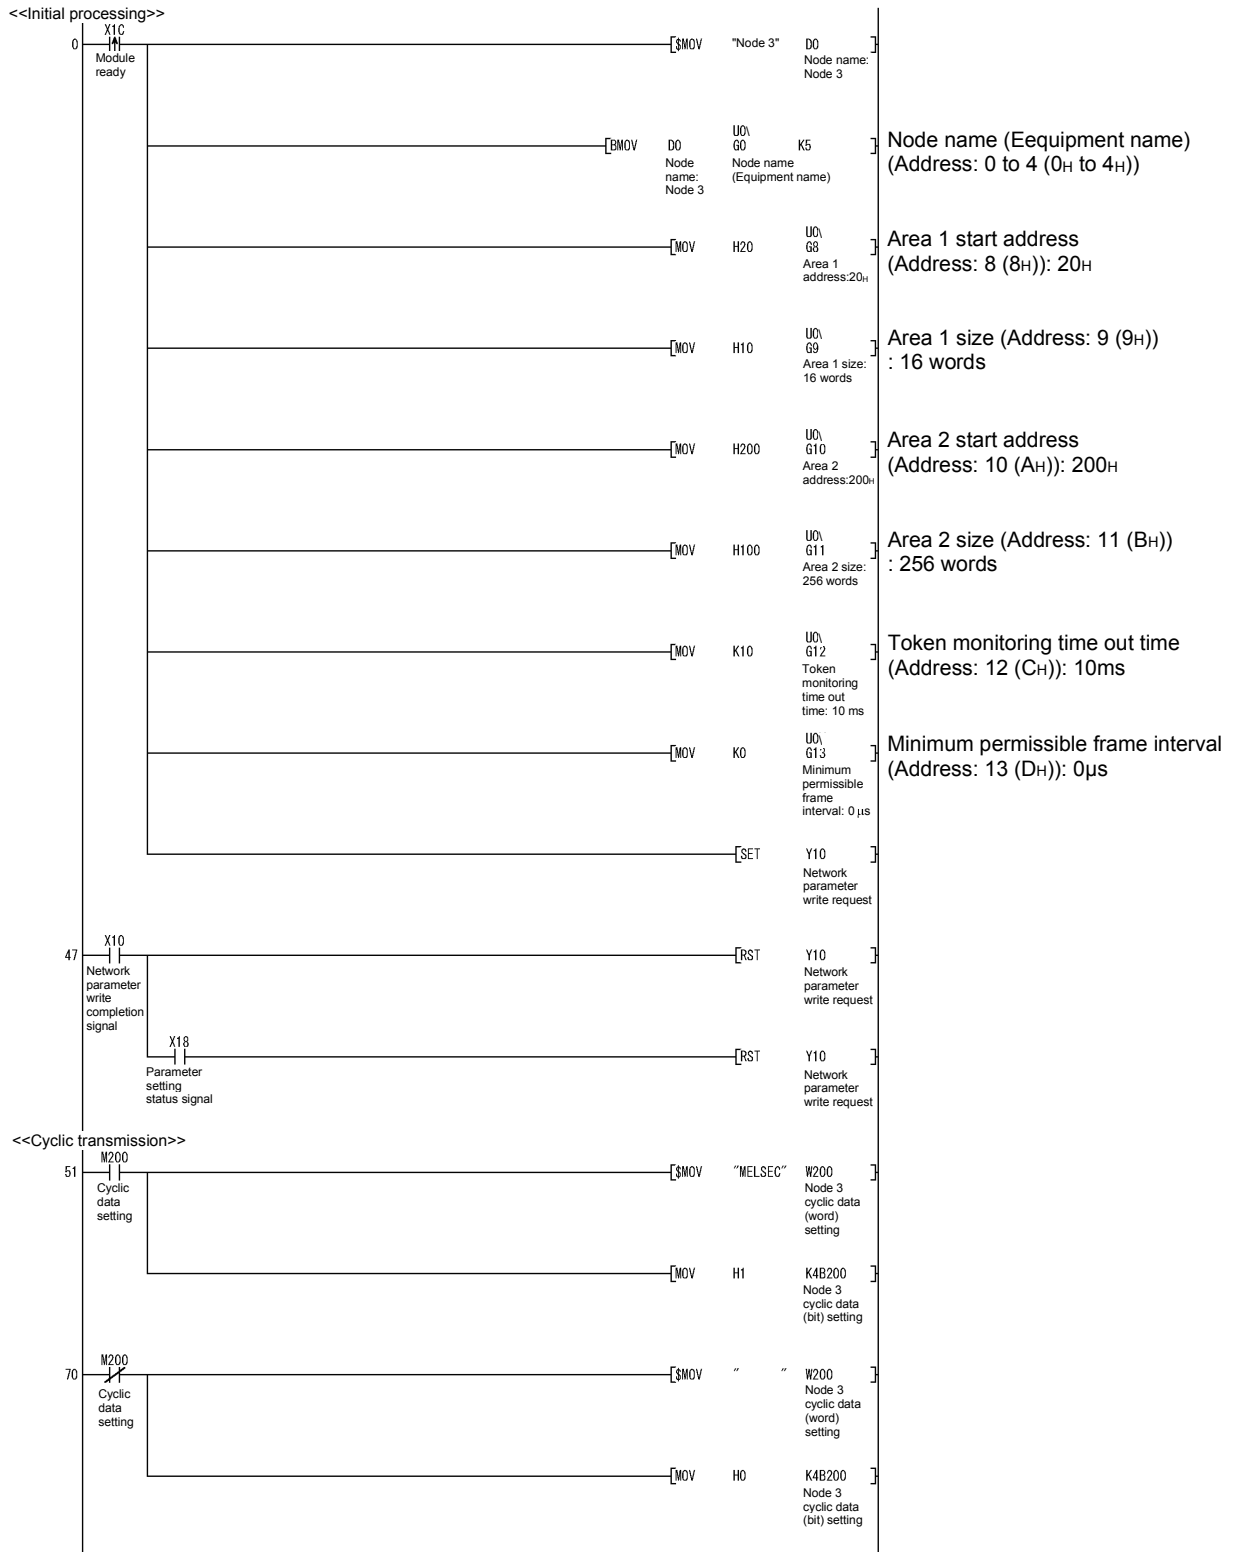 <<Initial processing>>
X1C
0
Module
ready
[$MOV "Node 3" D0 ]
Node name:
Node 3
U0\
[BMOV D0 G0 K5 ]
Node
name:
Node 3
Node name
(Equipment name)
Node name (Eequipment name)
(Address: 0 to 4 (0H to 4H))
U0\
[MOV H20 G8 ]
Area 1
address:20H
Area 1 start address
(Address: 8 (8H)): 20H
U0\
[MOV H10 G9 ]
Area 1 size:
16 words
Area 1 size (Address: 9 (9H))
: 16 words
U0\
[MOV H200 G10 ]
Area 2
address:200H
Area 2 start address
(Address: 10 (AH)): 200H
U0\
[MOV H100 G11 ]
Area 2 size:
256 words
Area 2 size (Address: 11 (BH))
: 256 words
U0\
[MOV K10 G12 ]
Token
monitoring
time out
time: 10 ms
Token monitoring time out time
(Address: 12 (CH)): 10ms
U0\
[MOV K0 G13 ]
Minimum
permissible
frame
interval: 0 µs
Minimum permissible frame interval
(Address: 13 (DH)): 0µs
[SET Y10 ]
Network
parameter
write request
X10
47
Network
parameter
write
completion
signal
[RST Y10 ]
Network
parameter
write request
X18
Parameter
setting
status signal
[RST Y10 ]
Network
parameter
write request
<<Cyclic transmission>>
M200
51
Cyclic
data
setting
[$MOV "MELSEC" W200 ]
Node 3
cyclic data
(word)
setting
[MOV H1 K4B200 ]
Node 3
cyclic data
(bit) setting
M200
70
Cyclic
data
setting
[$MOV " " W200 ]
Node 3
cyclic data
(word)
setting
[MOV H0 K4B200 ]
Node 3
cyclic data
(bit) setting